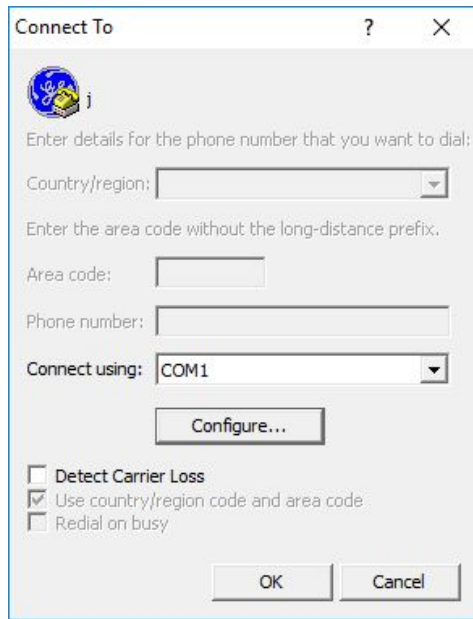 Connect To
?
j
Enter details for the phone number that you want to dial:
Country/region:
Enter the area code without the long-distance prefix.
Area code:
Phone number:
Connect using: COM1
Configure...
Detect Carrier Loss
Use country/region code and area code
Redial on busy
OK Cancel